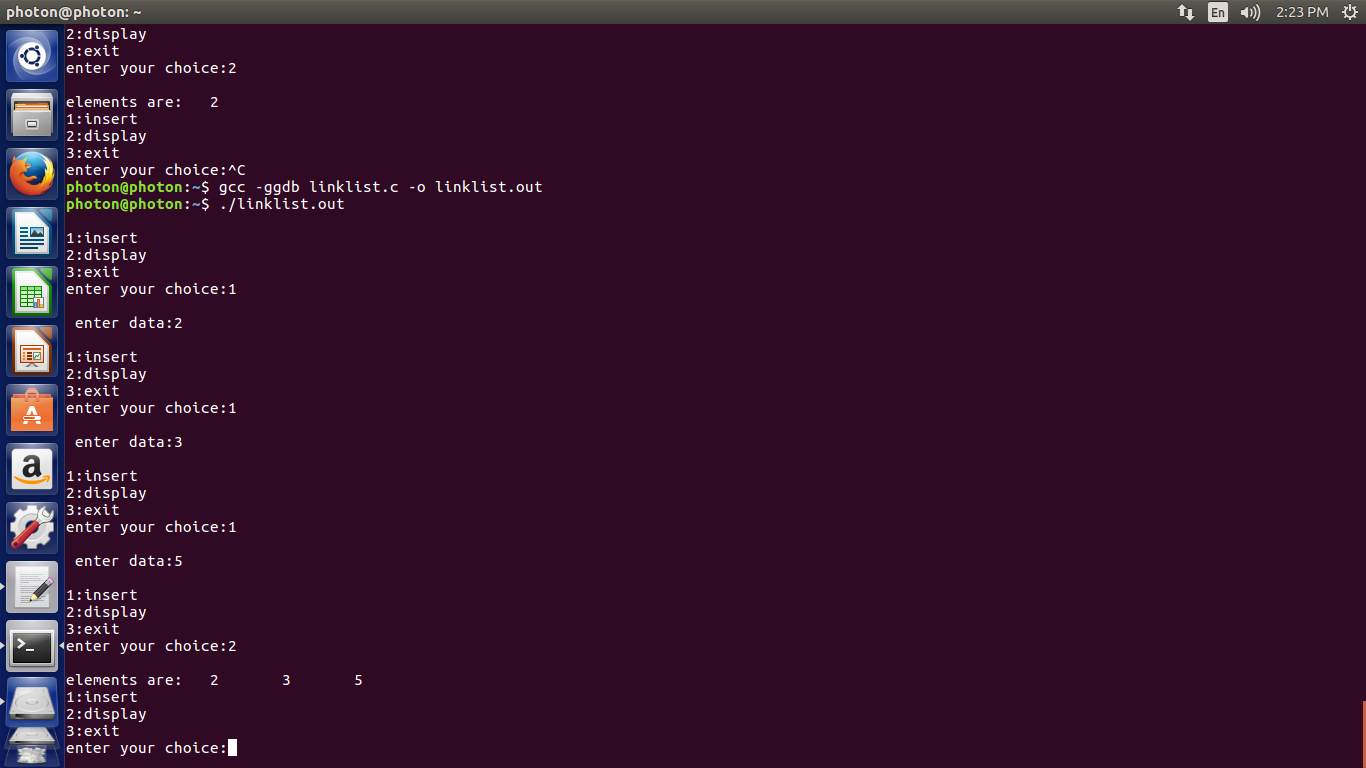 photon@photon: ~
En
2:23 PM
2:display
3:exit
enter your choice:2
elements are:   2
1:insert
2:display
3:exit
enter your choice:^C
photon@photon:~$ gcc -ggdb linklist.c -o linklist.out
photon@photon:~$ ./linklist.out
1:insert
2:display
3:exit
enter your choice:1
 enter data:2
1:insert
2:display
3:exit
enter your choice:1
 enter data:3
1:insert
2:display
3:exit
enter your choice:1
 enter data:5
1:insert
2:display
3:exit
enter your choice:2
elements are:   2       3       5
1:insert
2:display
3:exit
enter your choice: